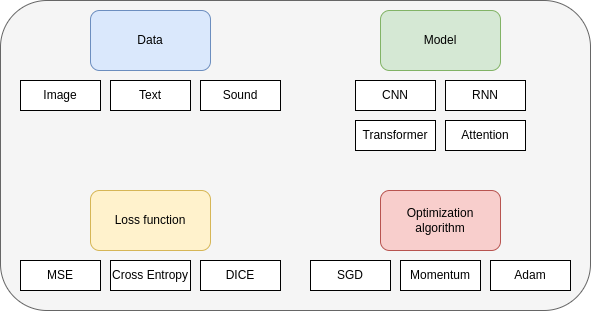 Data
Model
Image
Text
Sound
CNN
RNN
Transformer
Attention
Loss function
Optimization
algorithm
MSE
Cross Entropy
DICE
SGD
Momentum
Adam